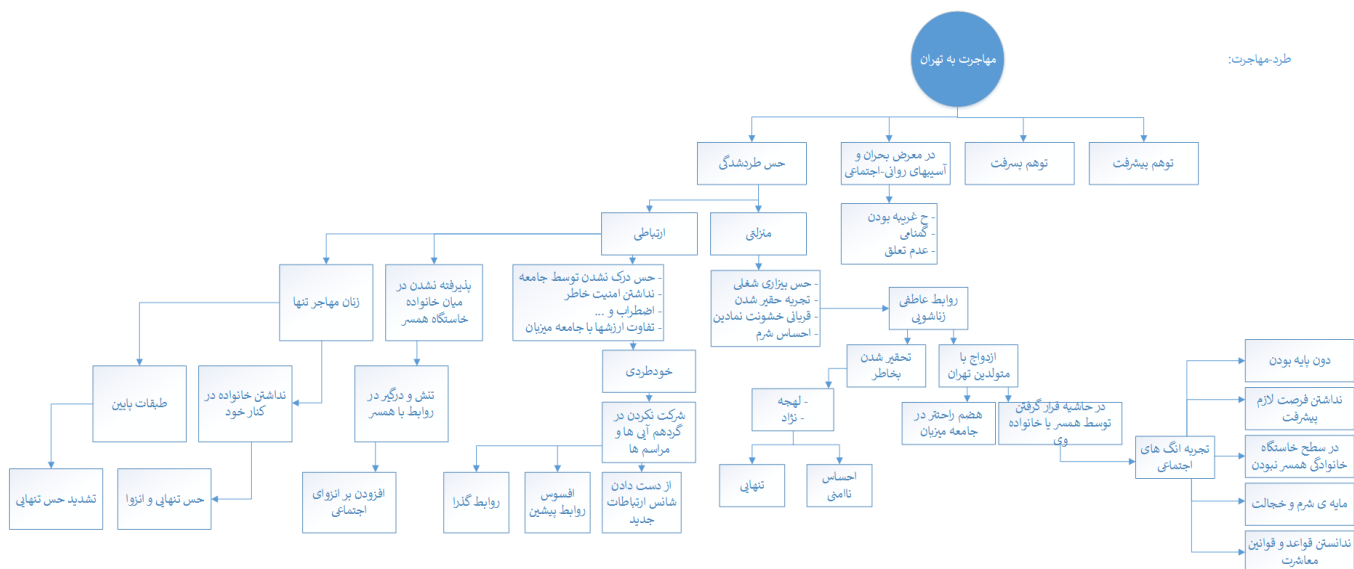 طرد-مهاجرت:
مهاجرت به تهران
توهم پیشرفت
توهم پسرفت
در معرض بحران و
آسیبهای روانی-اجتماعی
حس طردشدگی
- ح غریبه بودن
- گمنامی
- عدم تعلق
منزلتی
ارتباطی
- حس بیزاری شغلی
- تجربه حقیر شدن
- قربانی خشونت نمادین
- احساس شرم
- حس درک نشدن توسط جامعه
- نداشتن امنیت خاطر
- اضطراب و ...
- تفاوت ارزشها با جامعه میزبان
پذیرفته نشدن در
میان خانواده
خاستگاه همسر
زنان مهاجر تنها
روابط عاطفی
زناشویی
ازدواج با
متولدین تهران
تحقیر شدن
بخاطر
خودطردی
تنش و درگیر در
روابط با همسر
نداشتن خانواده در
کنار خود
طبقات پایین
- لهجه
- نژاد
هضم راحتتر در
جامعه میزبان
در حاشیه قرار گرفتن
توسط همسر یا خانواده
وی
شرکت نکردن در
گردهم آیی ها و
مراسم ها
تجربه انگ های
اجتماعی
دون پایه بودن
نداشتن فرصت لازم
پیشرفت
در سطح خاستگاه
خانوادگی همسر نبودن
مایه ی شرم و خجالت
ندانستن قواعد و قوانین
معاشرت
احساس
ناامنی
تنهایی
از دست دادن
شانس ارتباطات
جدید
افسوس
روابط پیشین
روابط گذرا
افزودن بر انزوای
اجتماعی
حس تنهایی و انزوا
تشدید حس تنهایی